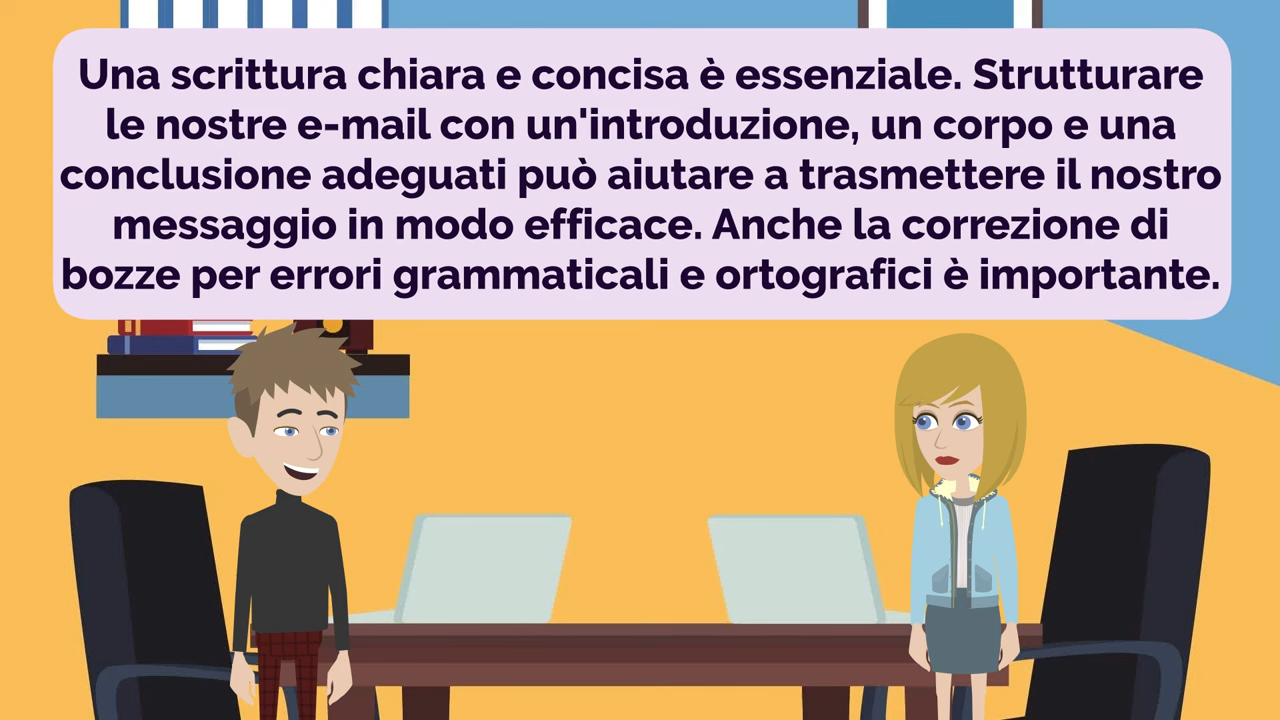 Una scrittura chiara e concisa è essenziale. Strutturare
le nostre e-mail con un'introduzione, un corpo e una
conclusione adeguati può aiutare a trasmettere il nostro
messaggio in modo efficace. Anche la correzione di
bozze per errori grammaticali e ortografici è importante.